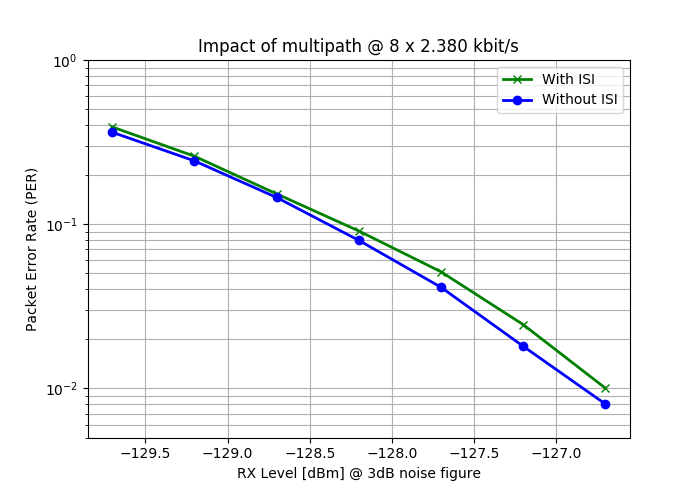 Impact of multipath @ 8 x 2.380 kbit/s
With ISI
Without ISI
Packet Error Rate (PER)
10⁰
10⁻¹
10⁻²
−129.5 −129.0 −128.5 −128.0 −127.5 −127.0
RX Level [dBm] @ 3dB noise figure